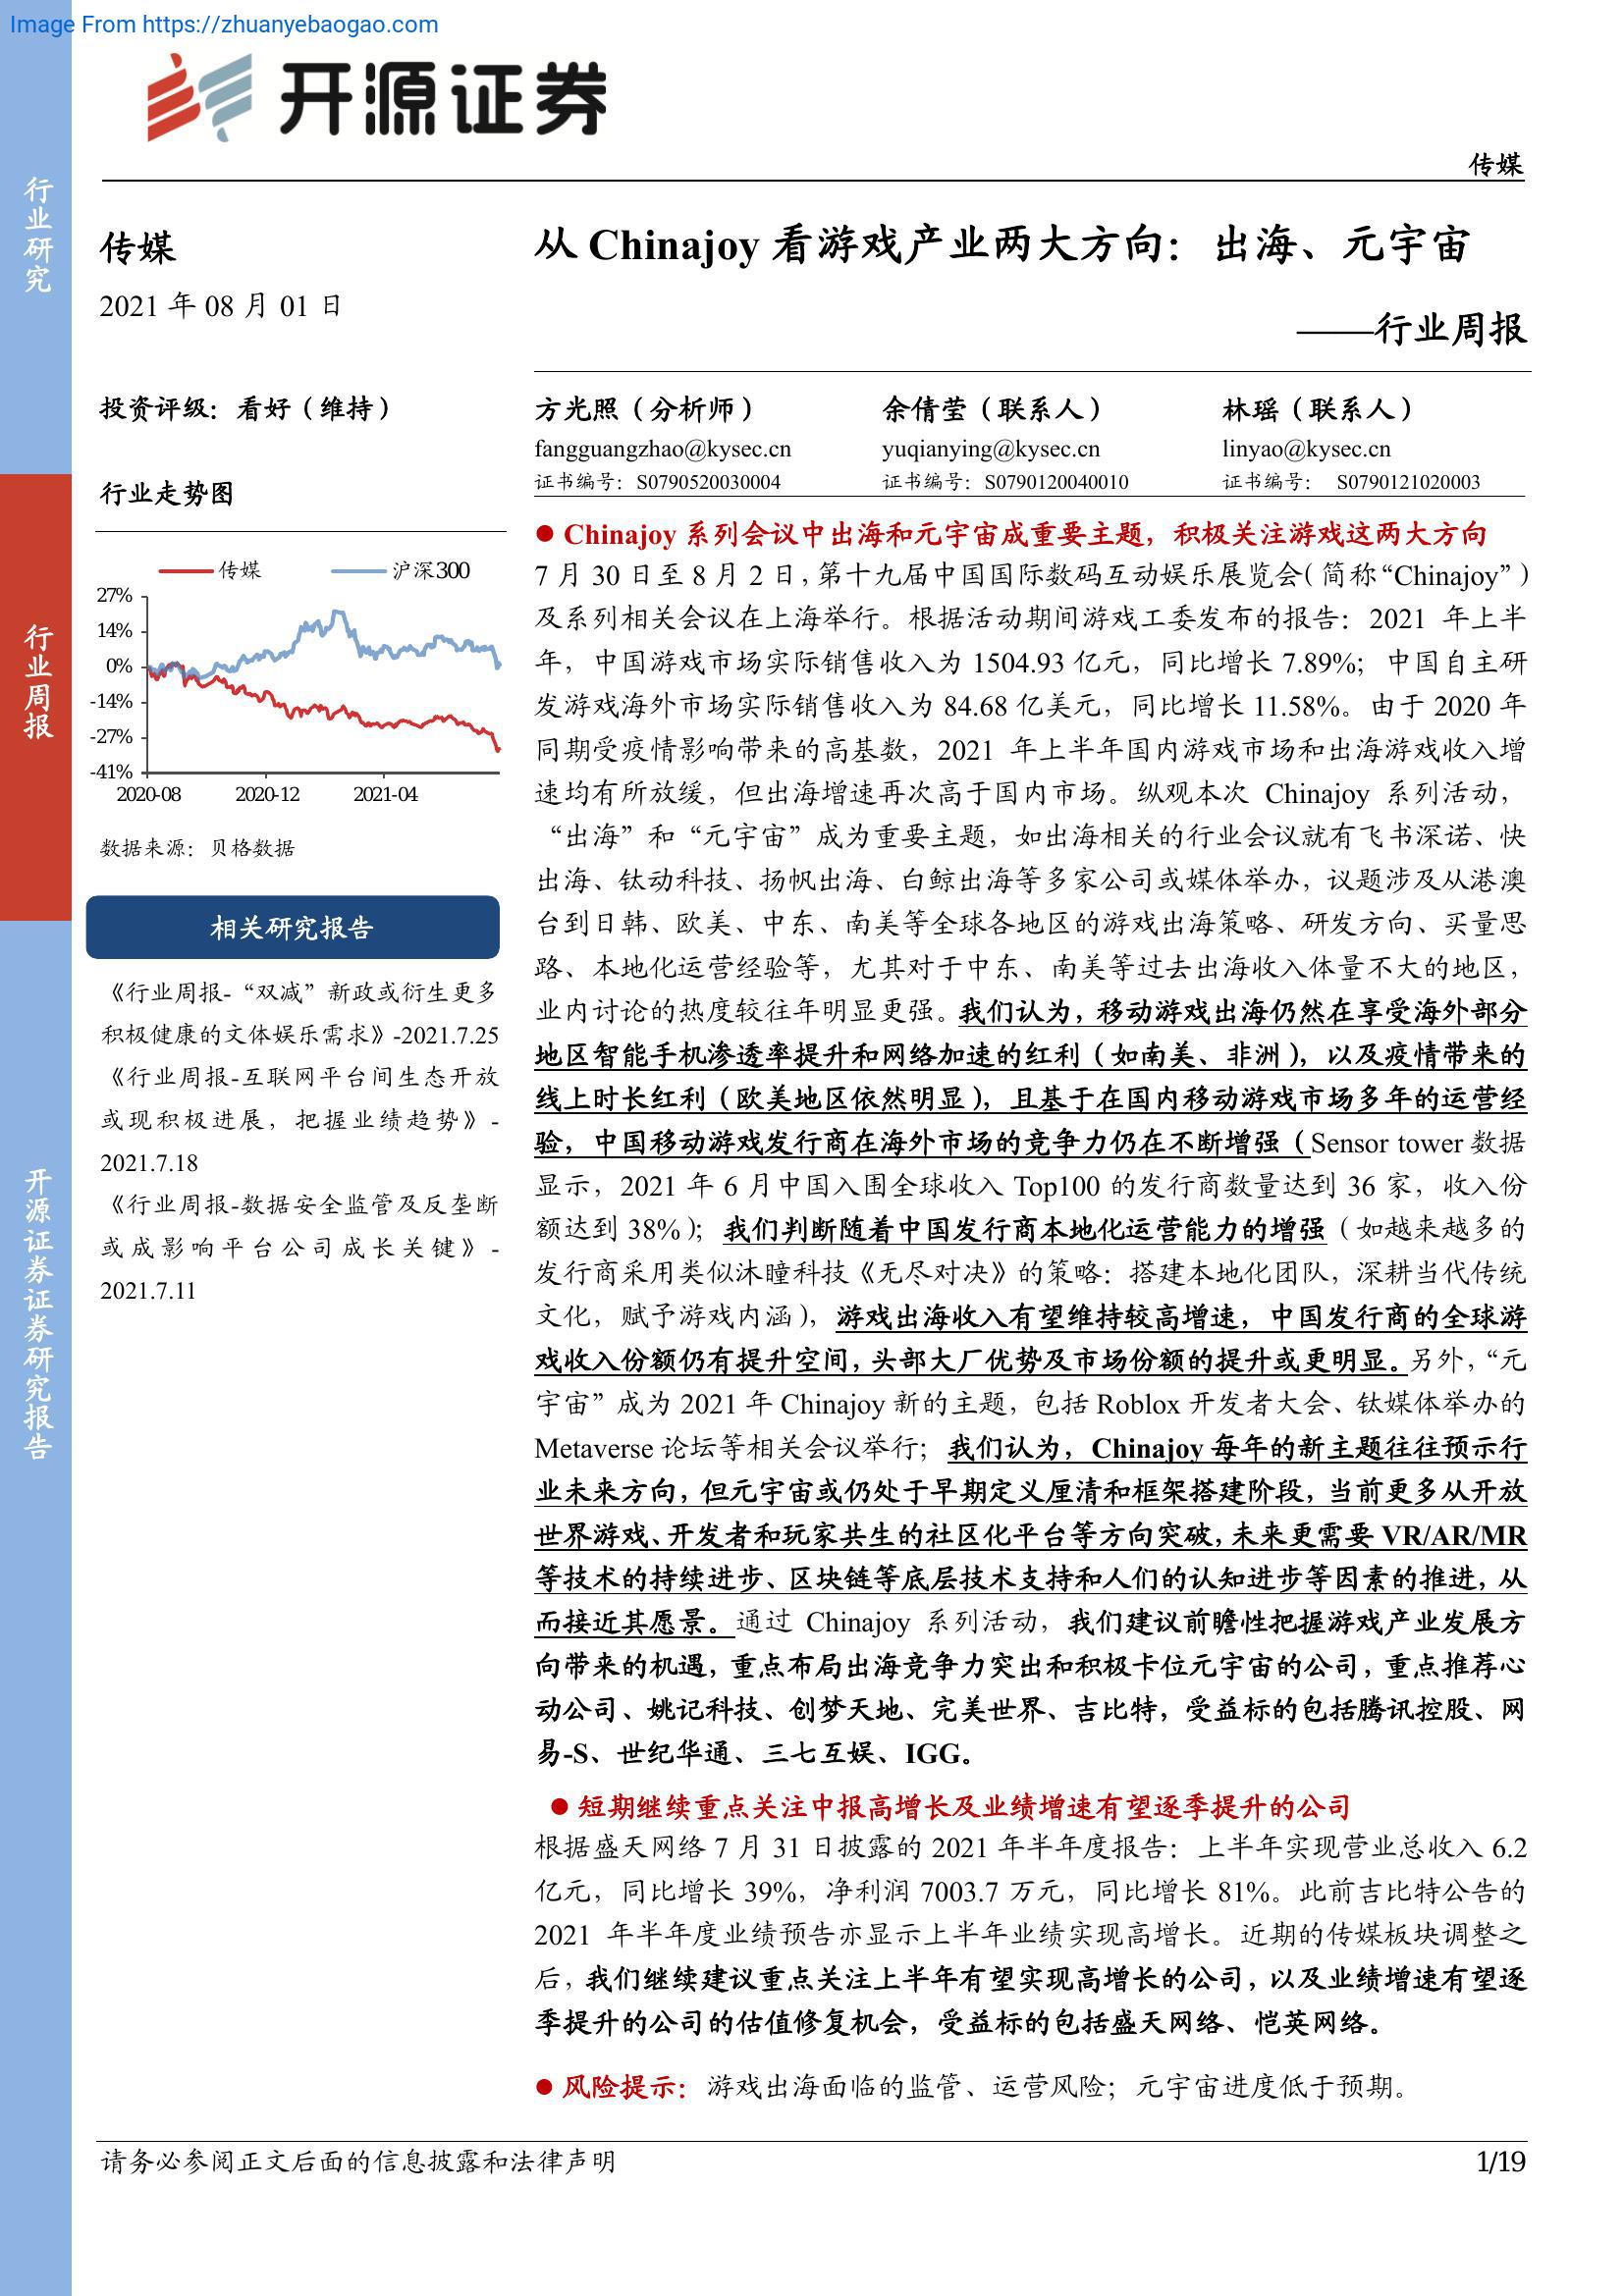 Image From https://zhuanyebaogao.com
开源证券
传媒
行业研究
行业周报
开源证券证券研究报告
传媒
2021 年 08 月 01 日
投资评级：看好（维持）
行业走势图
传媒
沪深300
27%
14%
0%
-14%
-27%
-41%
2020-08
2020-12
2021-04
数据来源：贝格数据
相关研究报告
《行业周报-“双减”新政或衍生更多
积极健康的文体娱乐需求》-2021.7.25
《行业周报-互联网平台间生态开放
或现积极进展，把握业绩趋势》-
2021.7.18
《行业周报-数据安全监管及反垄断
或成影响平台公司成长关键》-
2021.7.11
从 Chinajoy 看游戏产业两大方向：出海、元宇宙
——行业周报
方光照（分析师）
余倩莹（联系人）
林瑶（联系人）
fangguangzhao@kysec.cn
yuqianying@kysec.cn
linyao@kysec.cn
证书编号：S0790520030004
证书编号：S0790120040010
证书编号： S0790121020003
● Chinajoy 系列会议中出海和元宇宙成重要主题，积极关注游戏这两大方向
7 月 30 日至 8 月 2 日，第十九届中国国际数码互动娱乐展览会（简称“Chinajoy”）
及系列相关会议在上海举行。根据活动期间游戏工委发布的报告：2021 年上半
年，中国游戏市场实际销售收入为 1504.93 亿元，同比增长 7.89%；中国自主研
发游戏海外市场实际销售收入为 84.68 亿美元，同比增长 11.58%。由于 2020 年
同期受疫情影响带来的高基数，2021 年上半年国内游戏市场和出海游戏收入增
速均有所放缓，但出海增速再次高于国内市场。纵观本次 Chinajoy 系列活动，
“出海”和“元宇宙”成为重要主题，如出海相关的行业会议就有飞书深诺、快
出海、钛动科技、扬帆出海、白鲸出海等多家公司或媒体举办，议题涉及从港澳
台到日韩、欧美、中东、南美等全球各地区的游戏出海策略、研发方向、买量思
路、本地化运营经验等，尤其对于中东、南美等过去出海收入体量不大的地区，
业内讨论的热度较往年明显更强。我们认为，移动游戏出海仍然在享受海外部分
地区智能手机渗透率提升和网络加速的红利（如南美、非洲），以及疫情带来的
线上时长红利（欧美地区依然明显），且基于在国内移动游戏市场多年的运营经
验，中国移动游戏发行商在海外市场的竞争力仍在不断增强（Sensor tower 数据
显示，2021 年 6 月中国入围全球收入 Top100 的发行商数量达到 36 家，收入份
额达到 38%）；我们判断随着中国发行商本地化运营能力的增强（如越来越多的
发行商采用类似沐瞳科技《无尽对决》的策略：搭建本地化团队，深耕当代传统
文化，赋予游戏内涵），游戏出海收入有望维持较高增速，中国发行商的全球游
戏收入份额仍有提升空间，头部大厂优势及市场份额的提升或更明显。另外，“元
宇宙”成为 2021 年 Chinajoy 新的主题，包括 Roblox 开发者大会、钛媒体举办的
Metaverse 论坛等相关会议举行；我们认为，Chinajoy 每年的新主题往往预示行
业未来方向，但元宇宙或仍处于早期定义厘清和框架搭建阶段，当前更多从开放
世界游戏、开发者和玩家共生的社区化平台等方向突破，未来更需要 VR/AR/MR
等技术的持续进步、区块链等底层技术支持和人们的认知进步等因素的推进，从
而接近其愿景。通过 Chinajoy 系列活动，我们建议前瞻性把握游戏产业发展方
向带来的机遇，重点布局出海竞争力突出和积极卡位元宇宙的公司，重点推荐心
动公司、姚记科技、创梦天地、完美世界、吉比特，受益标的包括腾讯控股、网
易-S、世纪华通、三七互娱、IGG。
● 短期继续重点关注中报高增长及业绩增速有望逐季提升的公司
根据盛天网络 7 月 31 日披露的 2021 年半年度报告：上半年实现营业总收入 6.2
亿元，同比增长 39%，净利润 7003.7 万元，同比增长 81%。此前吉比特公告的
2021 年半年度业绩预告亦显示上半年业绩实现高增长。近期的传媒板块调整之
后，我们继续建议重点关注上半年有望实现高增长的公司，以及业绩增速有望逐
季提升的公司的估值修复机会，受益标的包括盛天网络、恺英网络。
● 风险提示：游戏出海面临的监管、运营风险；元宇宙进度低于预期。
请务必参阅正文后面的信息披露和法律声明
1/19